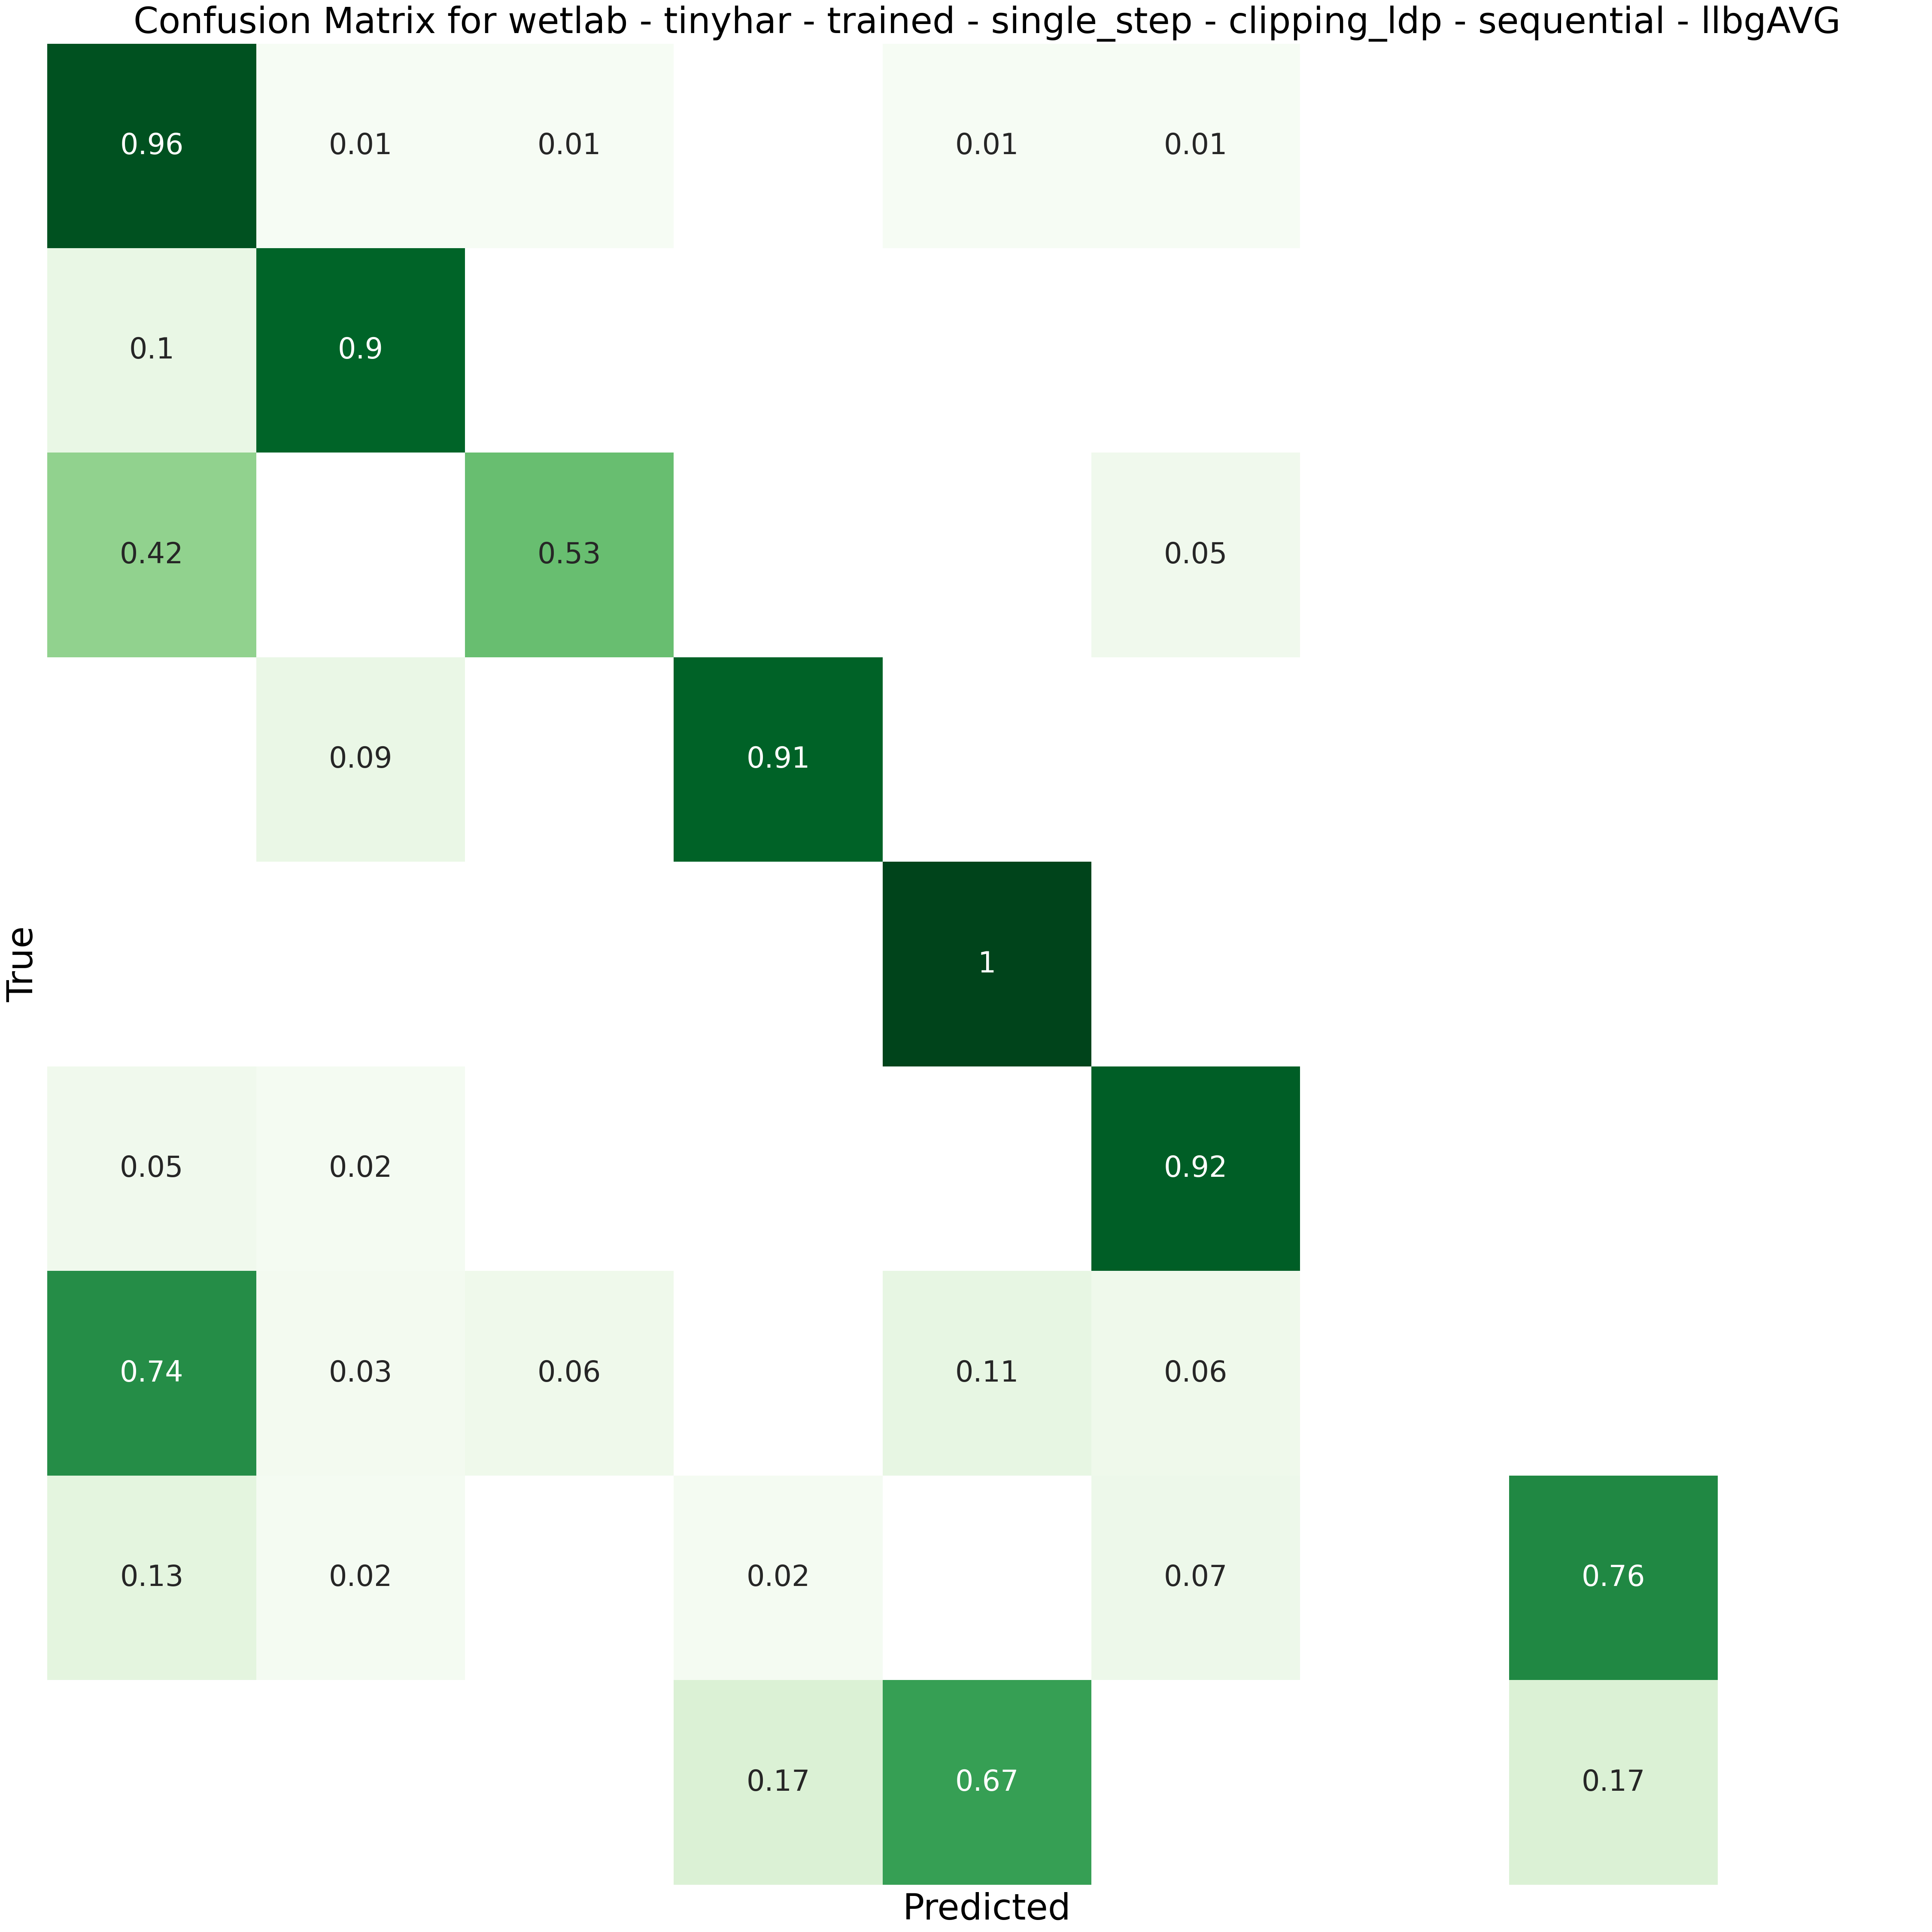 Confusion Matrix for wetlab - tinyhar - trained - single_step - clipping_ldp - sequential - llbgAVG
0.96 0.01 0.01 0.01 0.01
0.1 0.9
0.42 0.53 0.05
0.09 0.91
True
1
0.05 0.02 0.92
0.74 0.03 0.06 0.11 0.06
0.13 0.02 0.02 0.07 0.76
0.17 0.67 0.17
Predicted